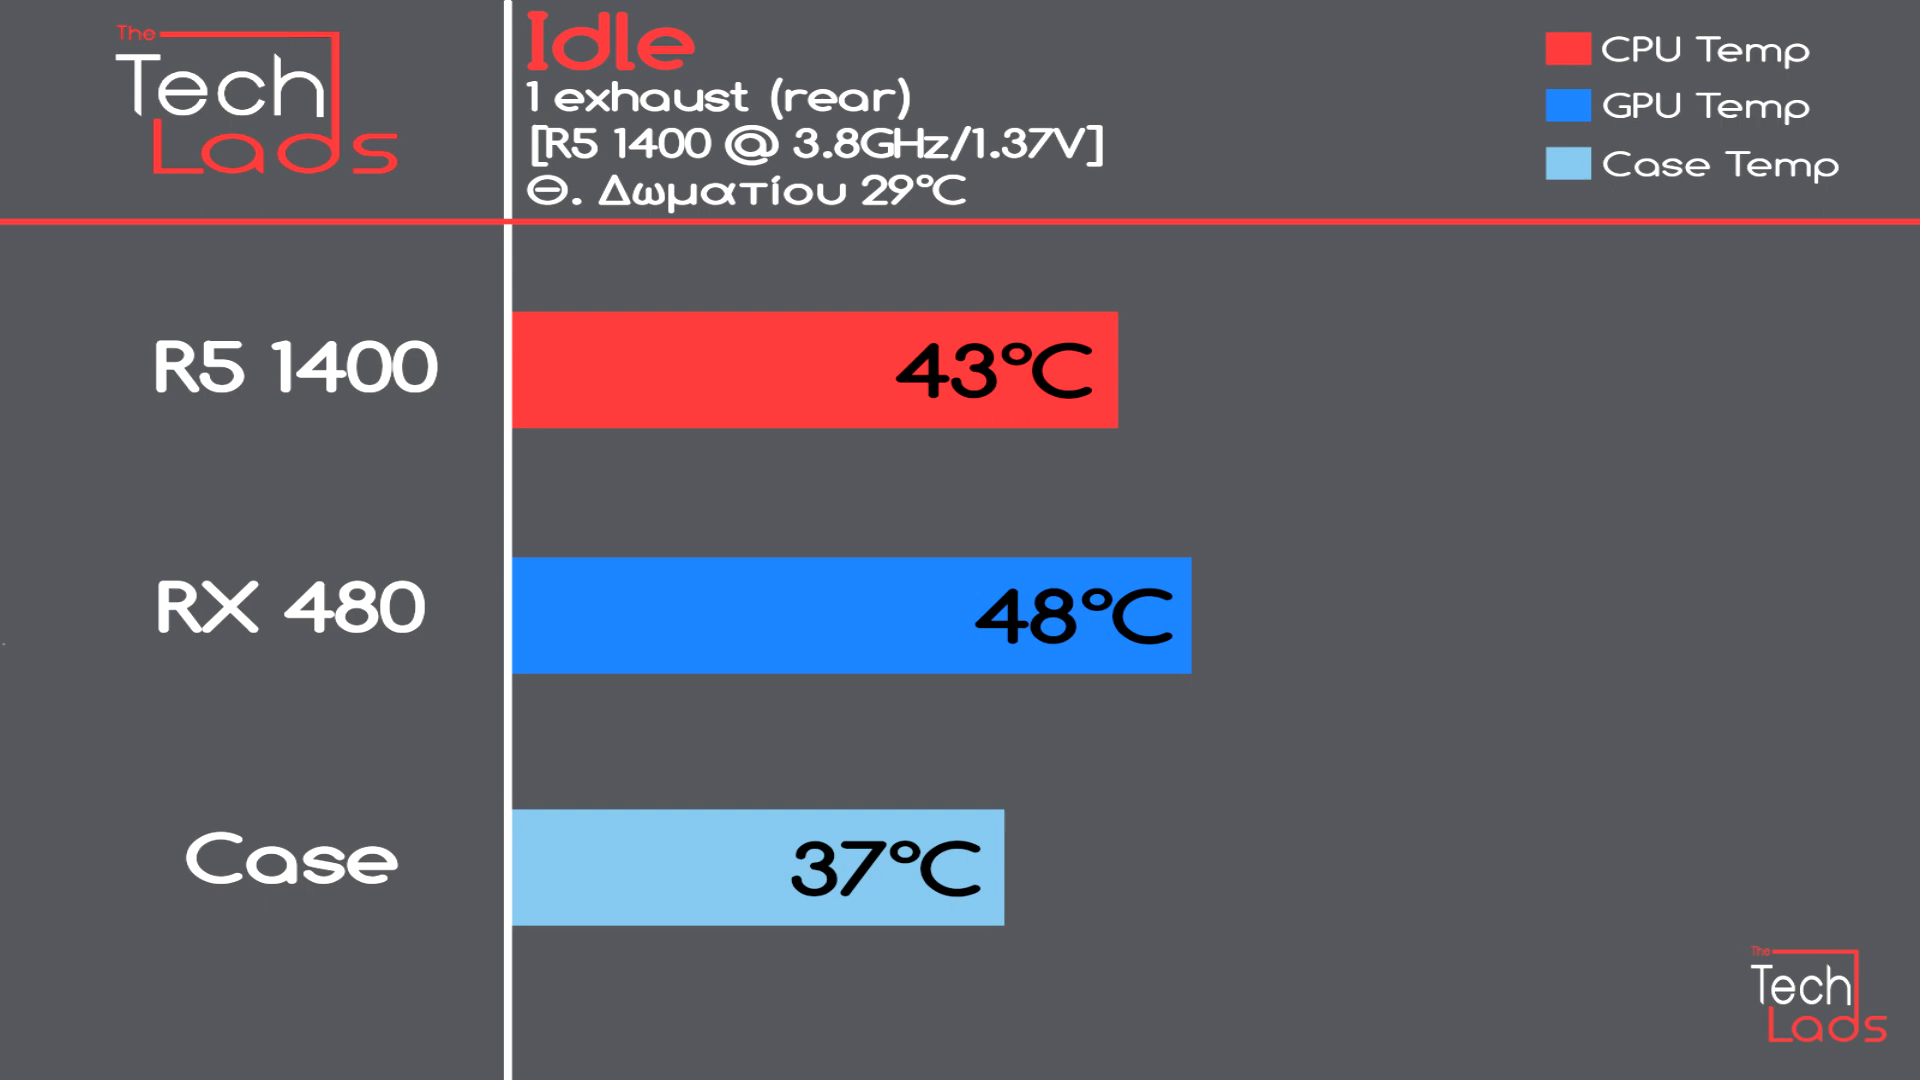 The
Tech
Lads
Idle
1 exhaust (rear)
[R5 1400 @ 3.8GHz/1.37V]
Θ. Δωματίου 29°C
CPU Temp
GPU Temp
Case Temp
R5 1400
43°C
RX 480
48°C
Case
37°C
The
Tech
Lads